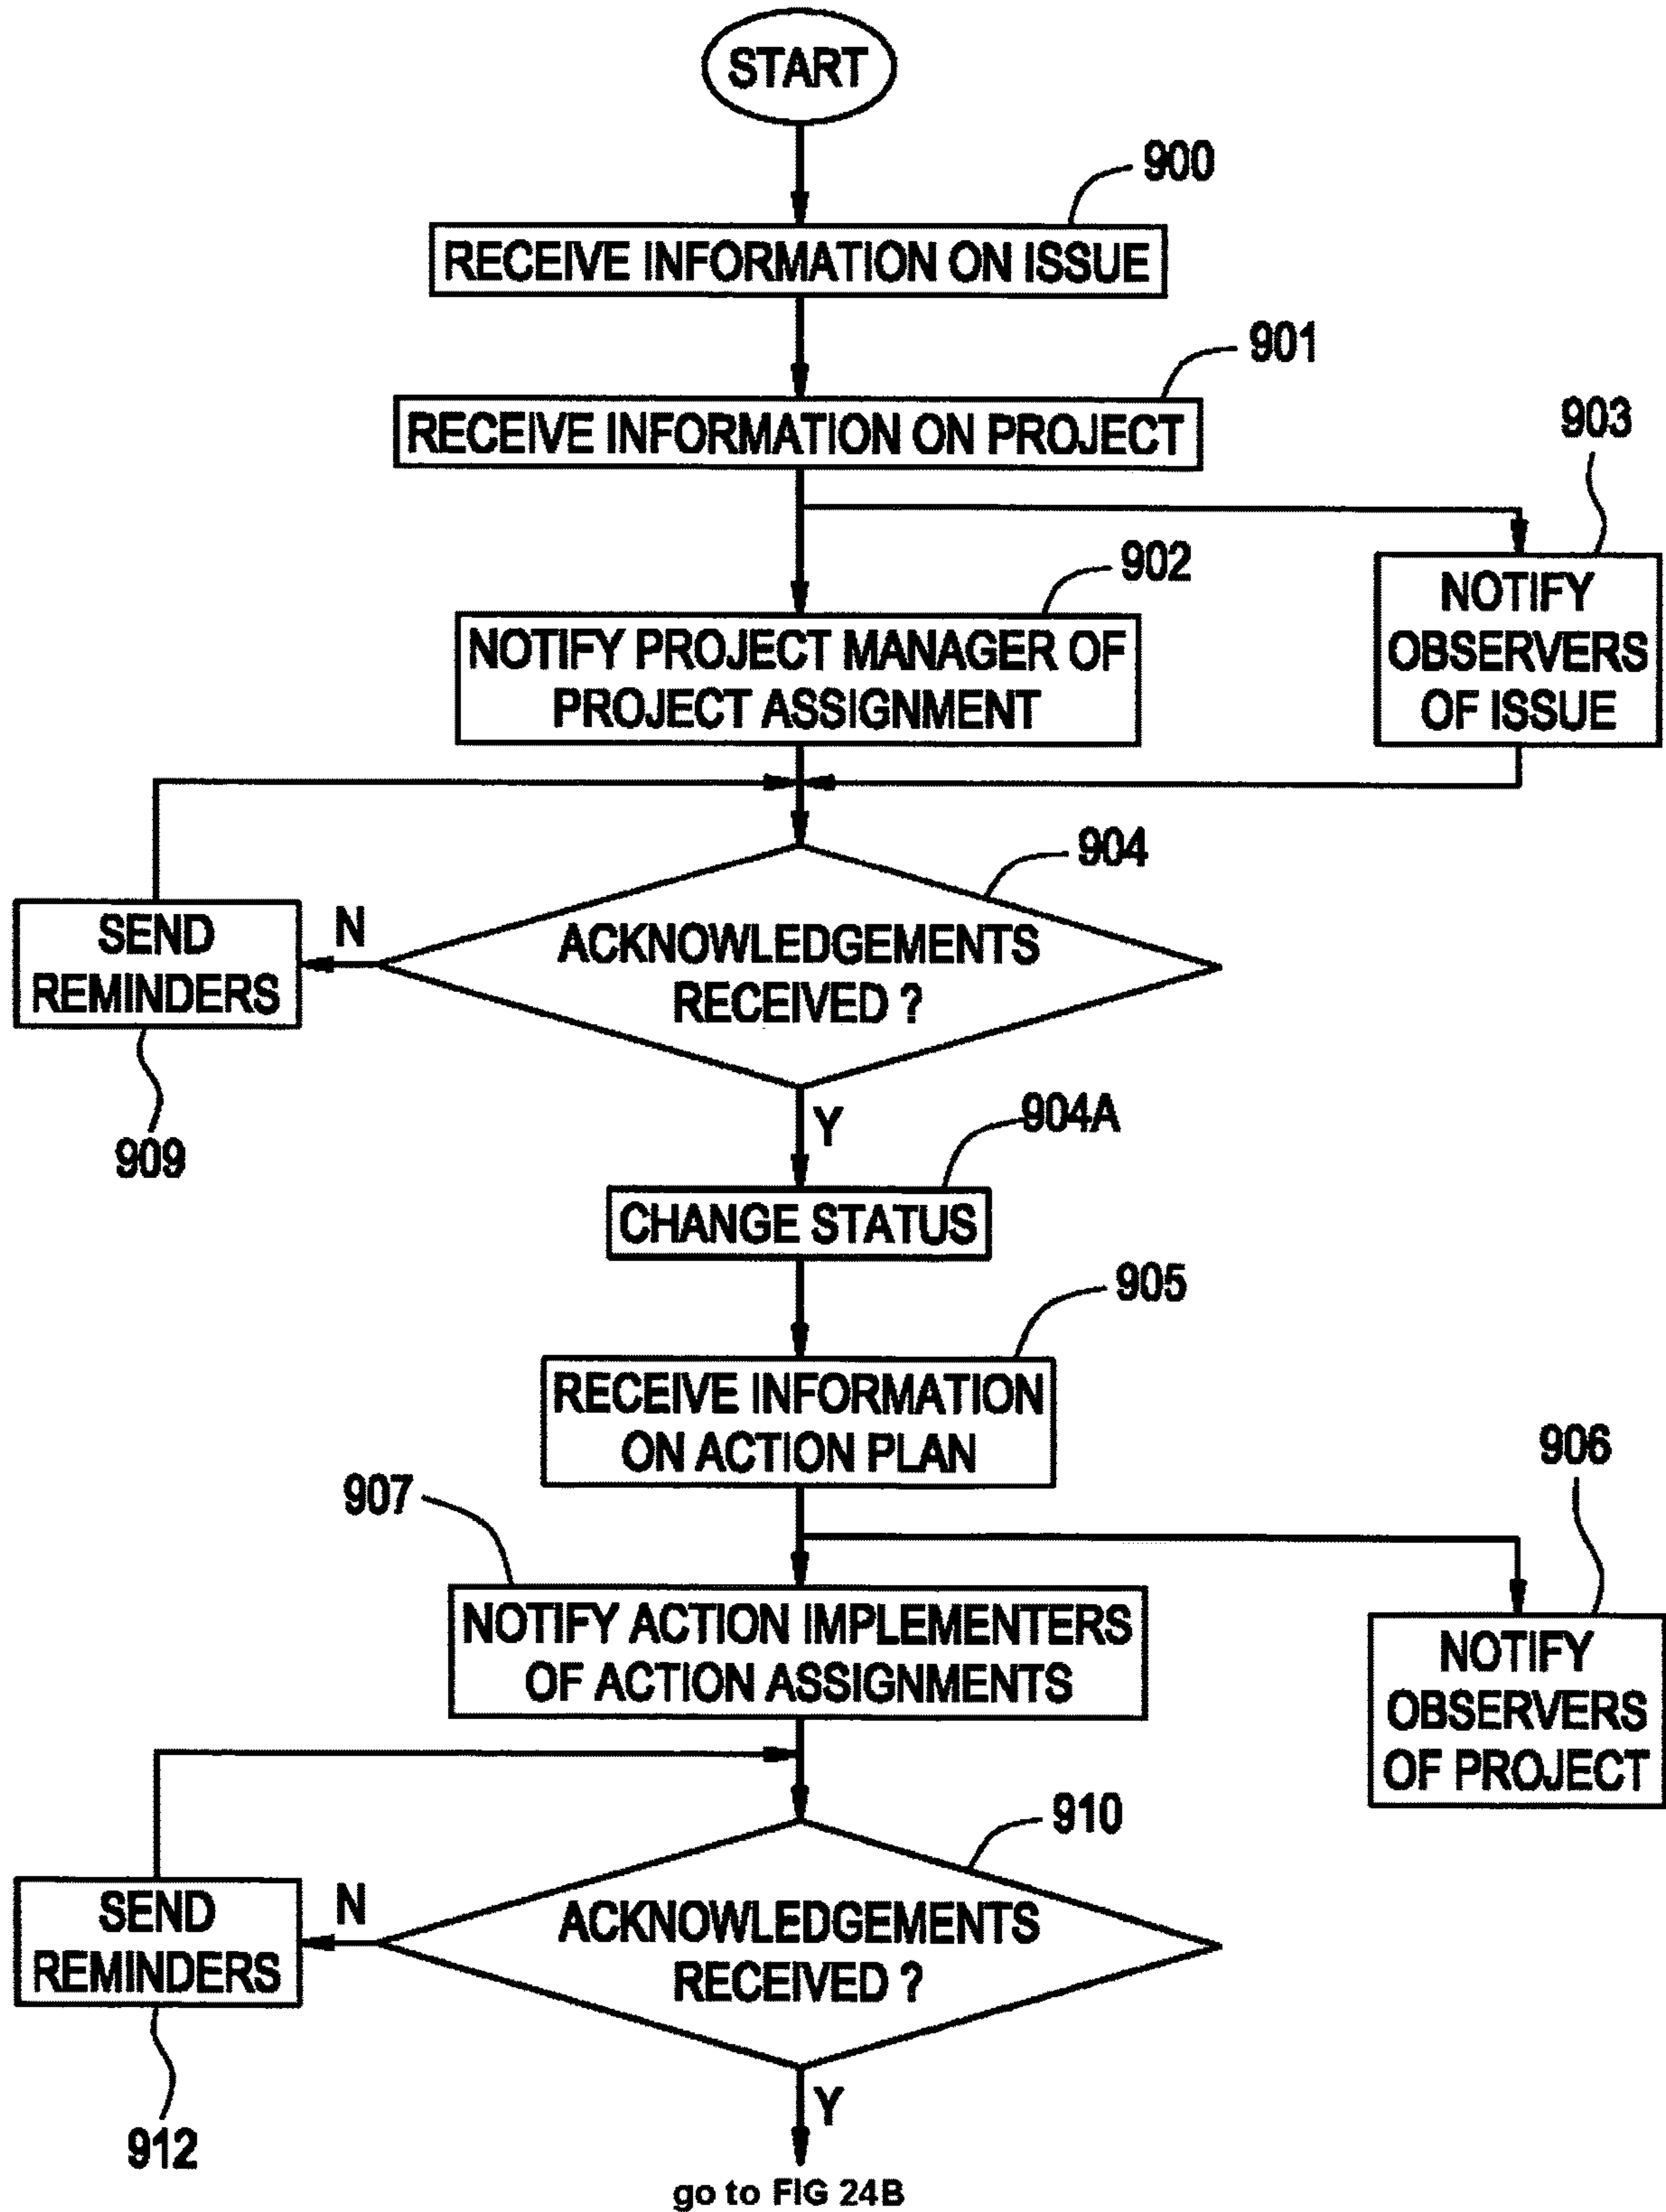 START
900
RECEIVE INFORMATION ON ISSUE
901
RECEIVE INFORMATION ON PROJECT
903
902
NOTIFY PROJECT MANAGER OF
PROJECT ASSIGNMENT
NOTIFY
OBSERVERS
OF ISSUE
904
ACKNOWLEDGEMENTS
RECEIVED ?
N
SEND
REMINDERS
909
Y
904A
CHANGE STATUS
905
RECEIVE INFORMATION
ON ACTION PLAN
907
906
NOTIFY ACTION IMPLEMENTERS
OF ACTION ASSIGNMENTS
NOTIFY
OBSERVERS
OF PROJECT
910
ACKNOWLEDGEMENTS
RECEIVED ?
N
SEND
REMINDERS
912
Y
go to FIG 24B